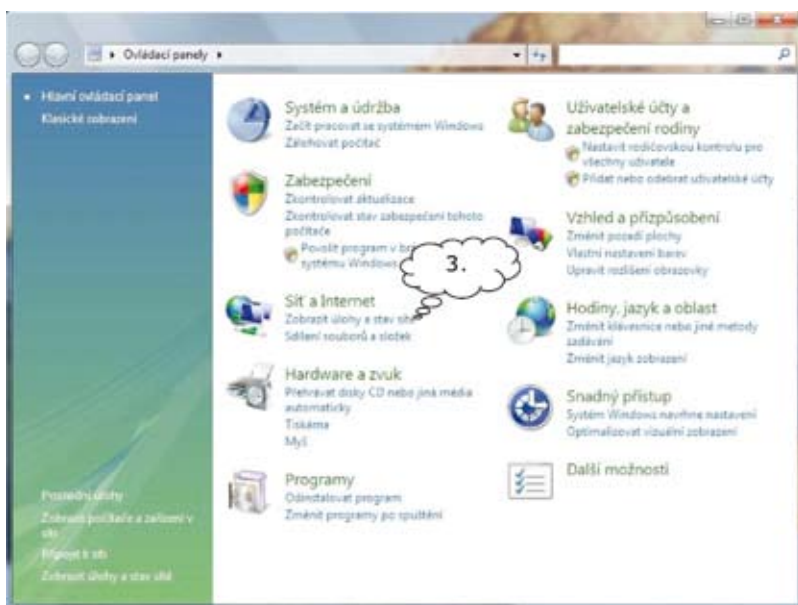 Ovládací panely
Hlavní ovládací panel
Klasické zobrazení
Systém a údržba
Začít pracovat se systémem Windows
Zálohovat počítač
Zabezpečení
Zkontrolovat aktualizace
Zkontrolovat stav zabezpečení tohoto
počítače
Povolit program v
systému Windows
3.
Síť a Internet
Zobrazit úlohy a stav sítě
Sdílení souborů a složek
Hardware a zvuk
Přehrávat disky CD nebo jiná média
automaticky
Tiskárna
Myš
Programy
Odinstalovat program
Změnit programy po spuštění
Uživatelské účty a
zabezpečení rodiny
Nastavit rodičovskou kontrolu pro
všechny uživatele
Přidat nebo odebrat uživatelské účty
Vzhled a přizpůsobení
Změnit pozadí plochy
Vlastní nastavení barev
Upravit rozlišení obrazovky
Hodiny, jazyk a oblast
Změnit klávesnice nebo jiné metody
zadávání
Změnit jazyk zobrazení
Snadný přístup
Systém Windows navrhne nastavení
Optimalizovat vizuální zobrazení
Další možnosti
Poslední úlohy
Zobrazit počítače a zařízení v
síti
Připojit k síti
Zobrazit úlohy a stav sítě